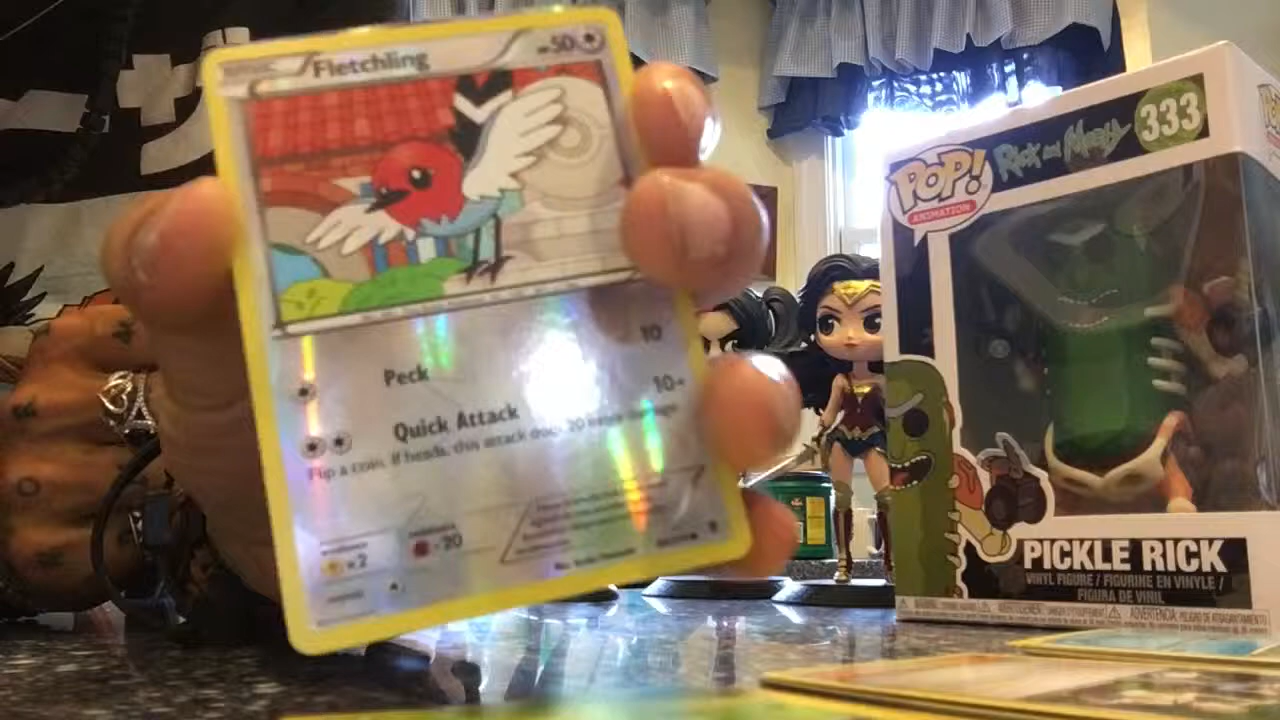 Fletchling
50
Peck
10
Quick Attack
10+
Flip a coin. If heads, this attack does 20 more damage.
×2
-20
POP!
ANIMATION
Rick and Morty
333
PICKLE RICK
VINYL FIGURE / FIGURINE EN VINYLE /
FIGURA DE VINIL